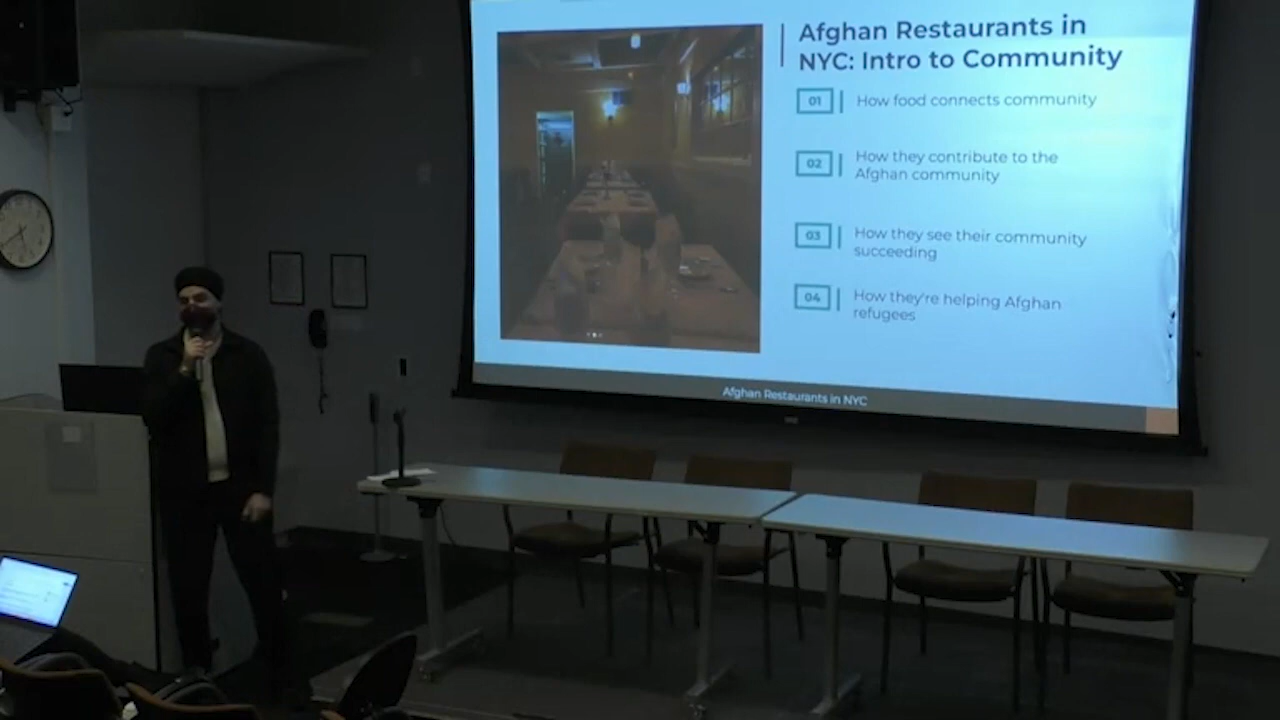 Afghan Restaurants in
NYC: Intro to Community
01 How food connects community
02 How they contribute to the
Afghan community
03 How they see their community
succeeding
04 How they're helping Afghan
refugees
Afghan Restaurants in NYC